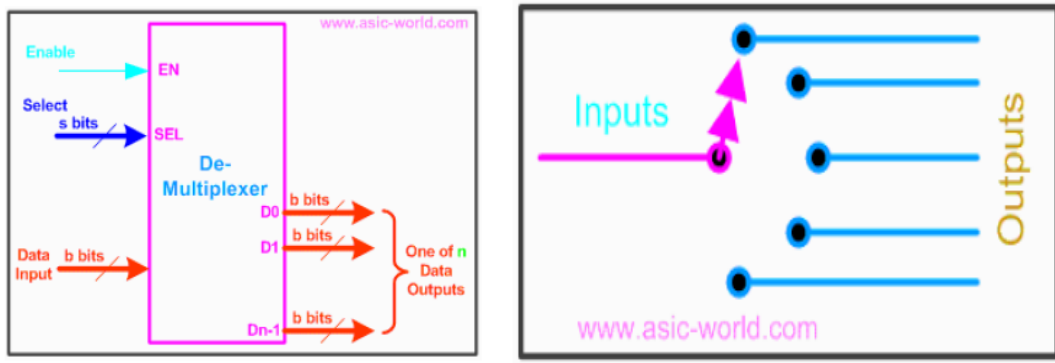 www.asic-world.com
Enable
EN
Select
s bits
SEL
De-
Multiplexer
b bits
D0
b bits
D1
Data
Input
b bits
One of n
Data
Outputs
b bits
Dn-1
Inputs
Outputs
www.asic-world.com